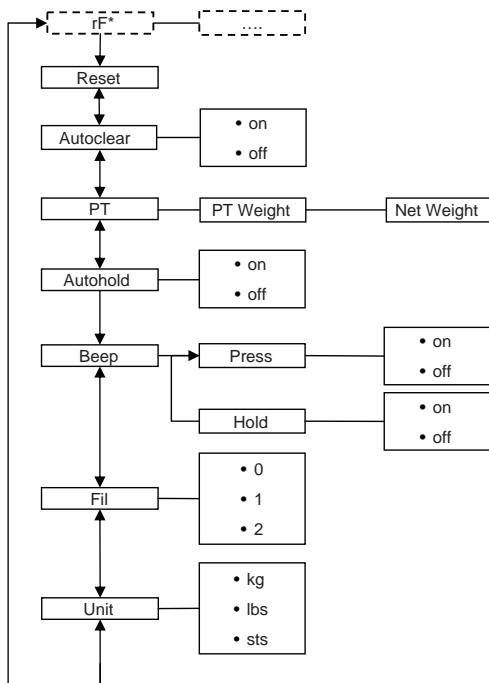 rF* ....
Reset
Autoclear
• on
• off
PT PT Weight Net Weight
Autohold
• on
• off
Beep Press
• on
• off
Hold
• on
• off
Fil
• 0
• 1
• 2
Unit
• kg
• lbs
• sts